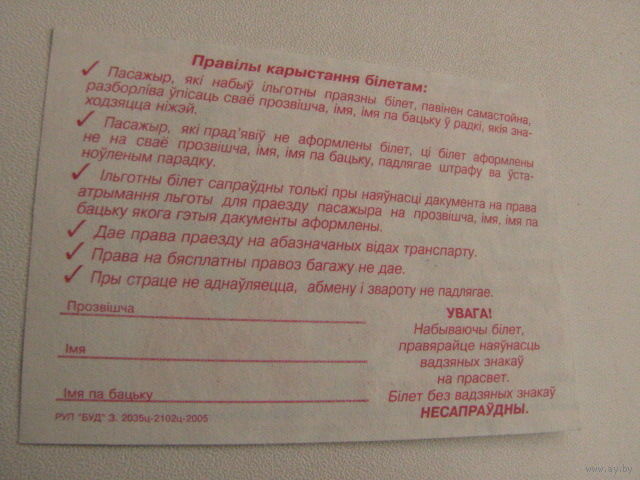 Правілы карыстання білетам:
✓ Пасажыр, які набыў ільготны праязны білет, павінен самастойна,
разборліва ўпісаць сваё прозвішча, імя, імя па бацьку ў радкі, якія зна-
ходзяцца ніжэй.
✓ Пасажыр, які прад'явіў не аформлены білет, ці білет аформлены
не на сваё прозвішча, імя, імя па бацьку, падлягае штрафу ва ўста-
ноўленым парадку.
✓ Ільготны білет сапраўдны толькі пры наяўнасці дакумента на права
атрымання льготы для праезду пасажыра на прозвішча, імя, імя па
бацьку якога гэтыя дакументы аформлены.
✓ Дае права праезду на абазначаных відах транспарту.
✓ Права на бясплатны правоз багажу не дае.
✓ Пры страце не аднаўляецца, абмену і звароту не падлягае.
Прозвішча
Імя
Імя па бацьку
РУП "БУД" З. 2035ц-2102ц-2005
УВАГА!
Набываючы білет,
правярайце наяўнасць
вадзяных знакаў
на прасвет.
Білет без вадзяных знакаў
НЕСАПРАЎДНЫ.
www.ay.by